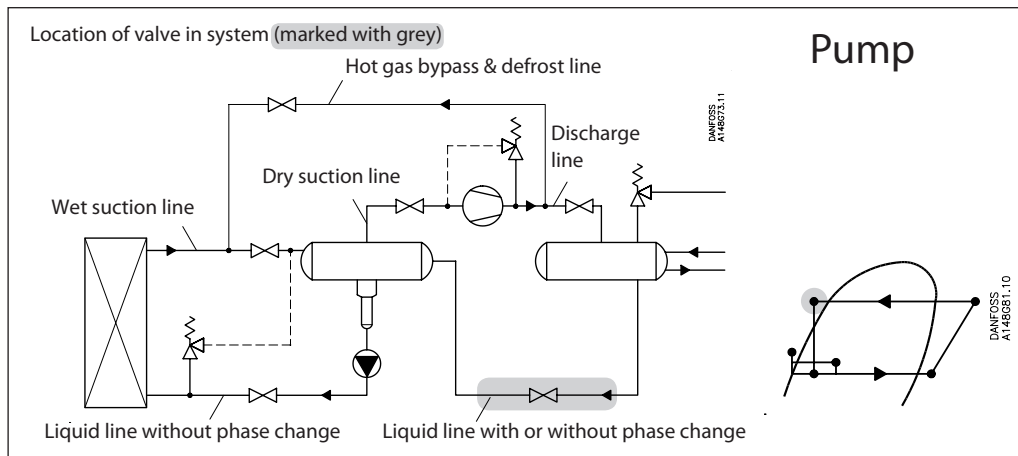 Location of valve in system (marked with grey)
Pump
Hot gas bypass & defrost line
DANFOSS
A148G73.11
Discharge
line
Dry suction line
Wet suction line
DANFOSS
A148G81.10
Liquid line without phase change
Liquid line with or without phase change